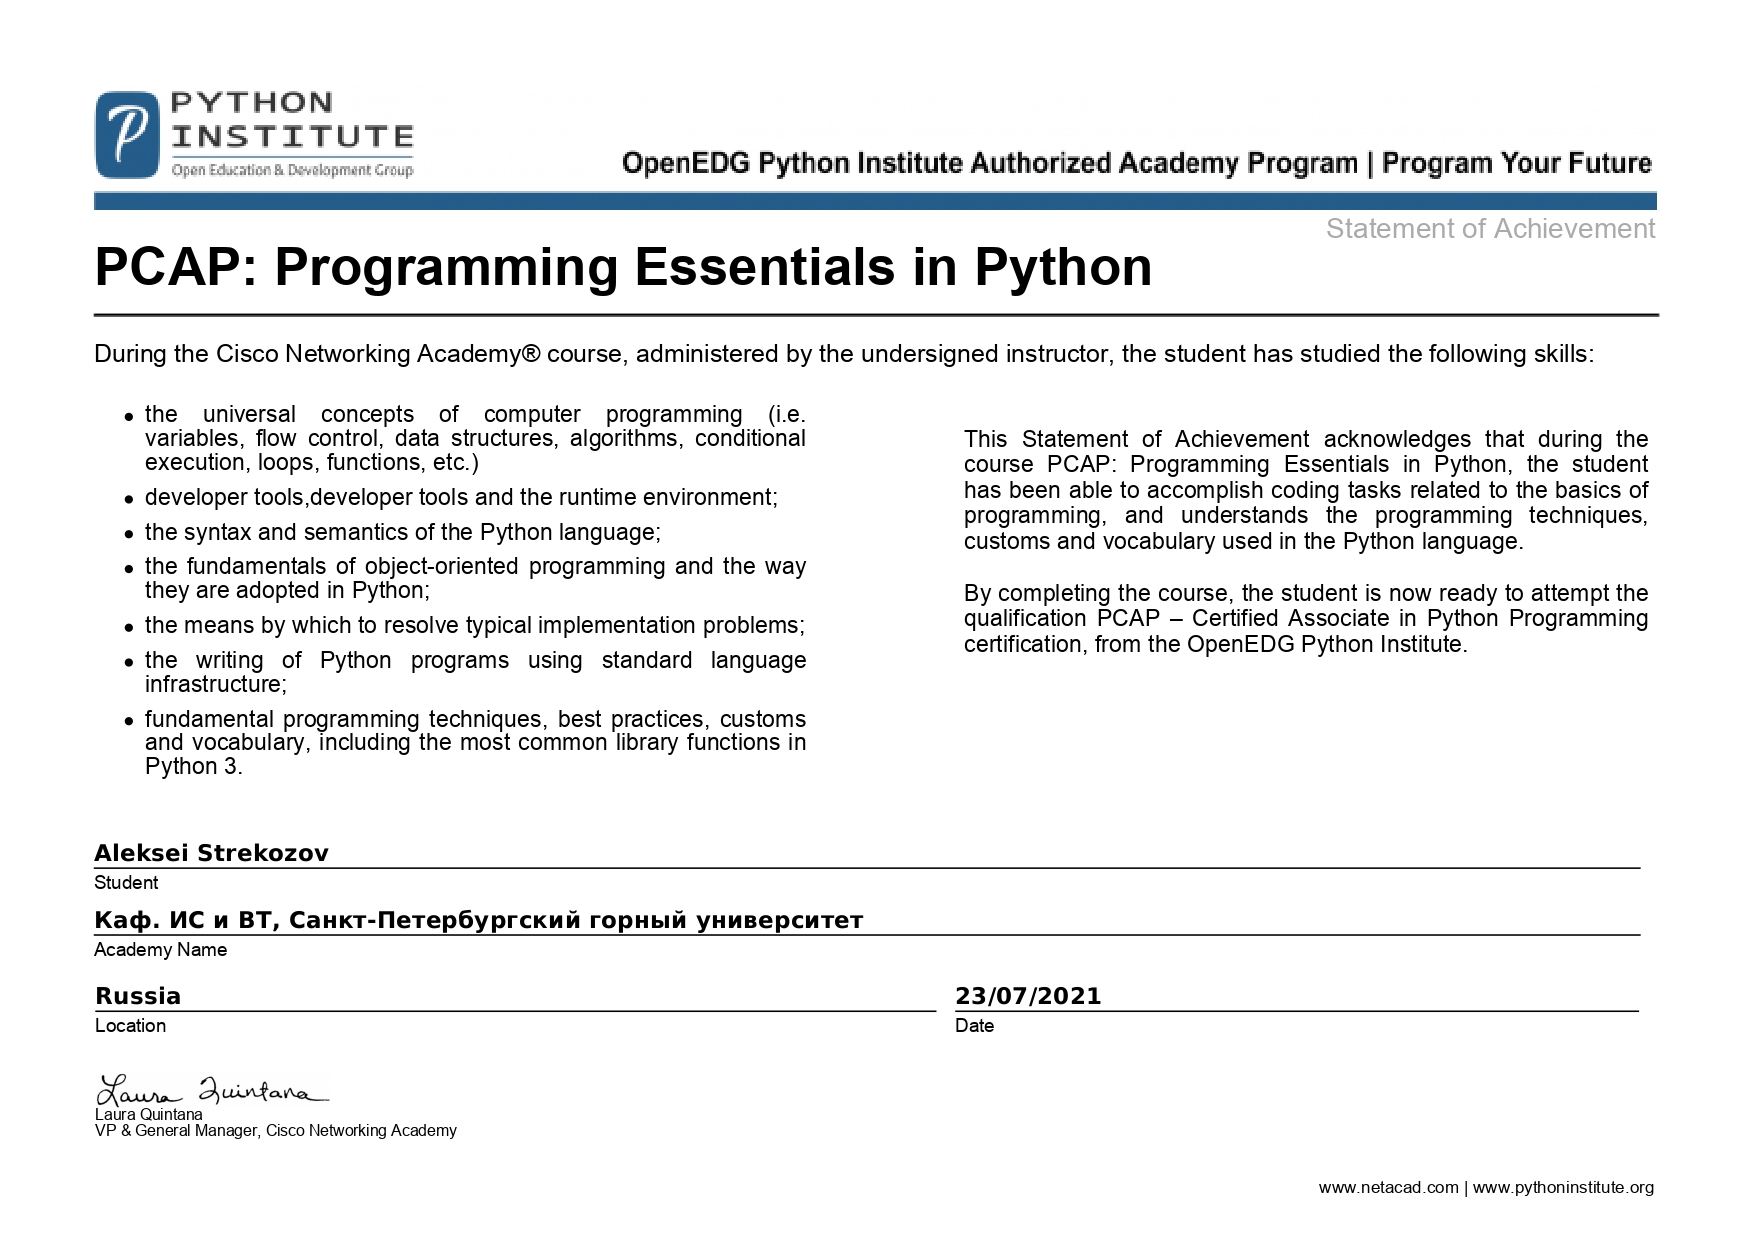 PYTHON
INSTITUTE
Open Education & Development Group
OpenEDG Python Institute Authorized Academy Program | Program Your Future
Statement of Achievement
PCAP: Programming Essentials in Python
During the Cisco Networking Academy® course, administered by the undersigned instructor, the student has studied the following skills:
• the universal concepts of computer programming (i.e.
variables, flow control, data structures, algorithms, conditional
execution, loops, functions, etc.)
• developer tools,developer tools and the runtime environment;
• the syntax and semantics of the Python language;
• the fundamentals of object-oriented programming and the way
they are adopted in Python;
• the means by which to resolve typical implementation problems;
• the writing of Python programs using standard language
infrastructure;
• fundamental programming techniques, best practices, customs
and vocabulary, including the most common library functions in
Python 3.
This Statement of Achievement acknowledges that during the
course PCAP: Programming Essentials in Python, the student
has been able to accomplish coding tasks related to the basics of
programming, and understands the programming techniques,
customs and vocabulary used in the Python language.
By completing the course, the student is now ready to attempt the
qualification PCAP – Certified Associate in Python Programming
certification, from the OpenEDG Python Institute.
Aleksei Strekozov
Student
Каф. ИС и ВТ, Санкт-Петербургский горный университет
Academy Name
Russia
Location
23/07/2021
Date
Laura Quintana
Laura Quintana
VP & General Manager, Cisco Networking Academy
www.netacad.com | www.pythoninstitute.org